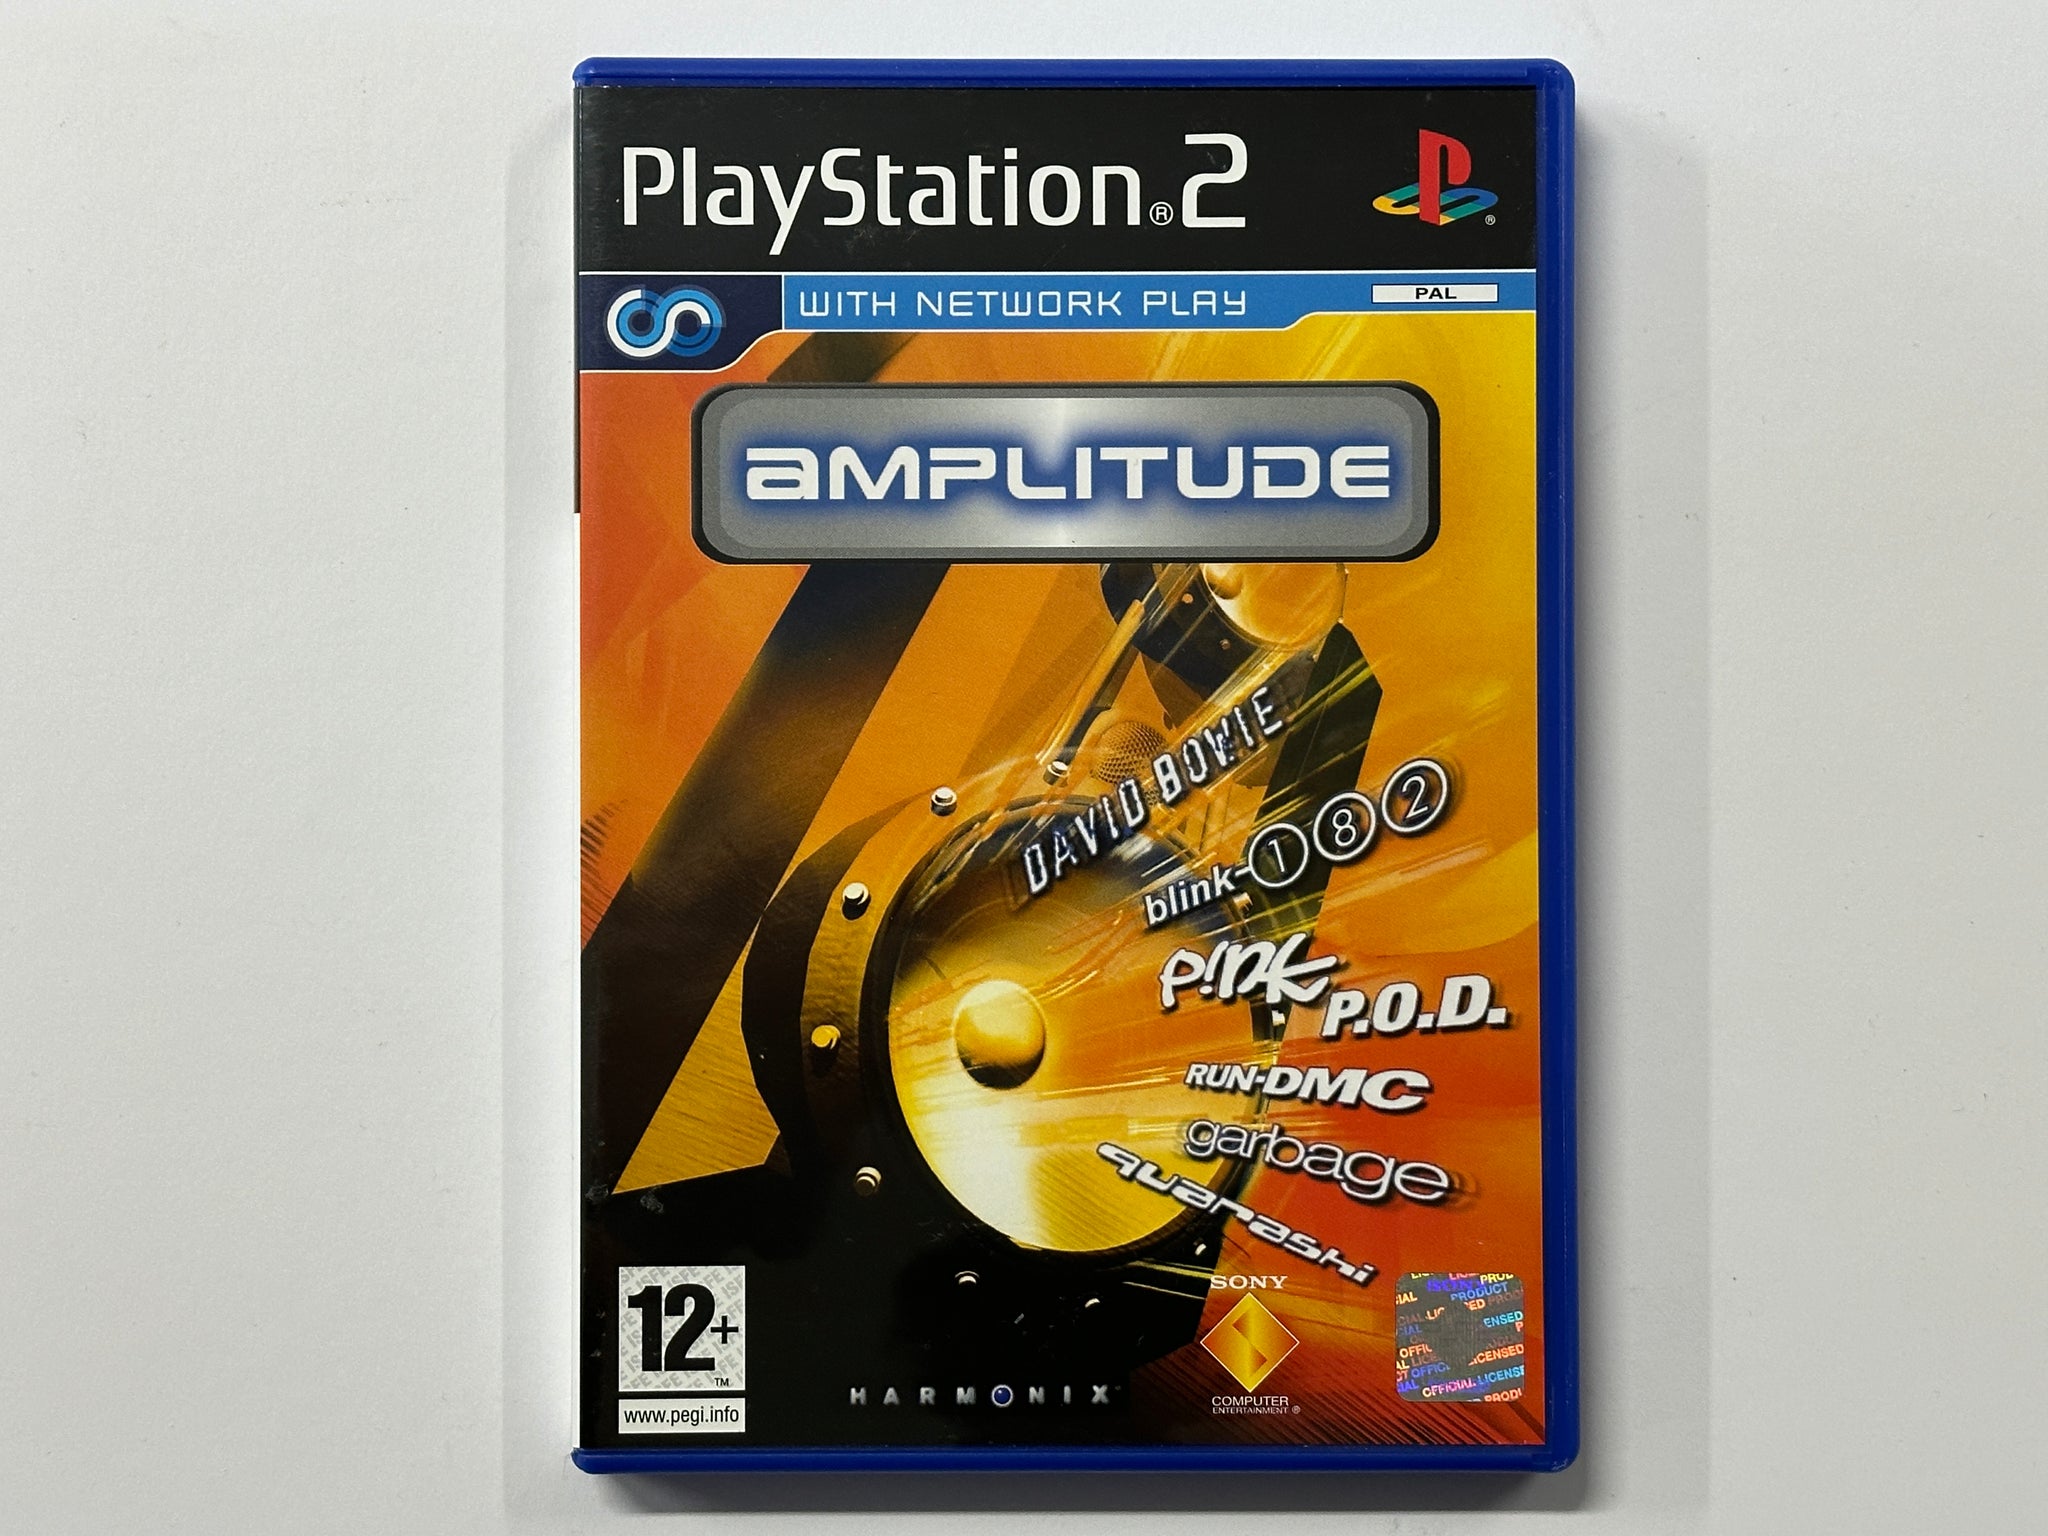 PlayStation®2
®
WITH NETWORK PLAY
PAL
AMPLITUDE
DAVID BOWIE
blink-182
P!NK
P.O.D.
RUN-DMC
garbage
quarashi
12+
TM
www.pegi.info
HARMONIX
SONY
COMPUTER
ENTERTAINMENT ®